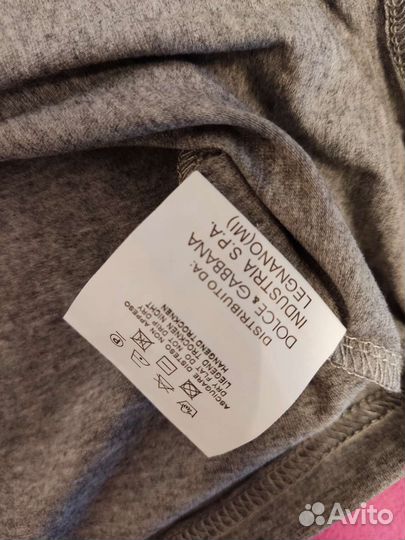 DISTRIBUITO DA:
DOLCE & GABBANA
INDUSTRIA S.P.A.
LEGNANO(MI)
ASCIUGARE DISTESO NON APPESO
DRY FLAT DO NOT DRIP DRY
LIEGEND TROCKNEN NICHT
HANGEND TROCKNEN
P
Avito